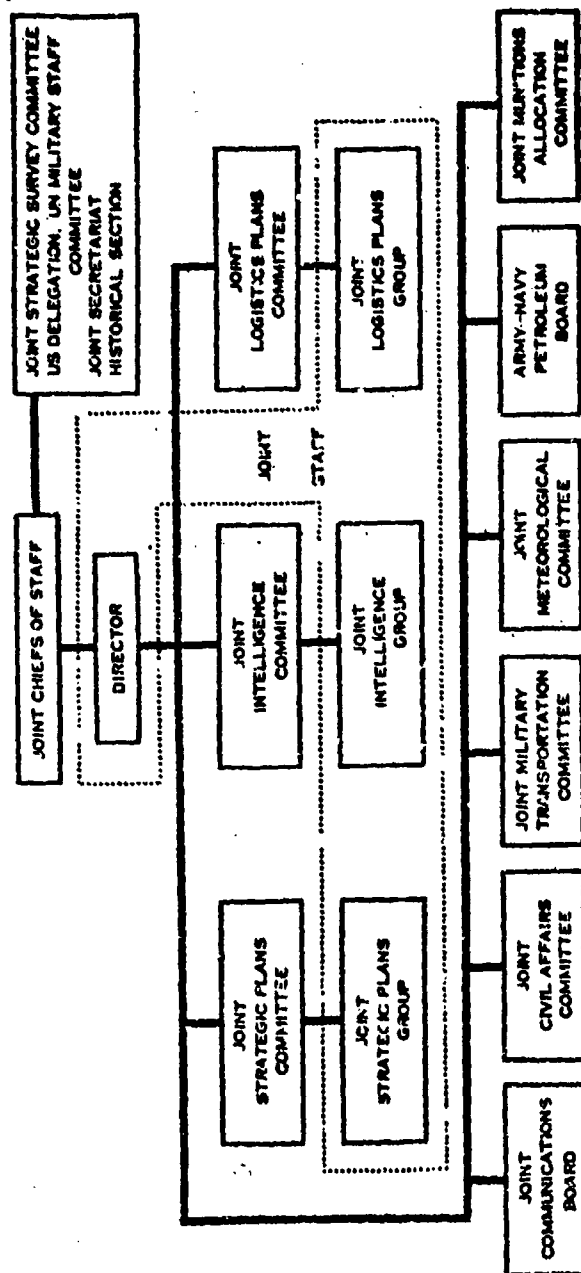 JOINT CHIEFS OF STAFF
JOINT STRATEGIC SURVEY COMMITTEE
US DELEGATION, UN MILITARY STAFF
COMMITTEE
JOINT SECRETARIAT
HISTORICAL SECTION
DIRECTOR
JOINT
STRATEGIC PLANS
COMMITTEE
JOINT
INTELLIGENCE
COMMITTEE
JOINT
LOGISTICS PLANS
COMMITTEE
JOINT
STAFF
JOINT
STRATEGIC PLANS
GROUP
JOINT
INTELLIGENCE
GROUP
JOINT
LOGISTICS PLANS
GROUP
JOINT
COMMUNICATIONS
BOARD
JOINT
CIVIL AFFAIRS
COMMITTEE
JOINT MILITARY
TRANSPORTATION
COMMITTEE
JOINT
METEOROLOGICAL
COMMITTEE
ARMY-NAVY
PETROLEUM
BOARD
JOINT MUNITIONS
ALLOCATION
COMMITTEE